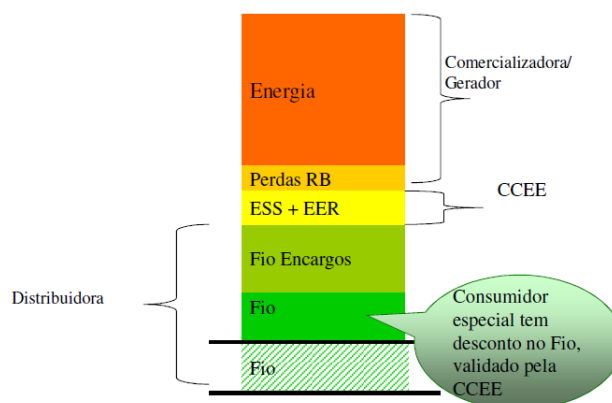 Comercializadora/
Gerador
Energia
Perdas RB
CCEE
ESS + EER
Fio Encargos
Distribuidora
Fio
Consumidor
especial tem
desconto no Fio,
validado pela
CCEE
Fio